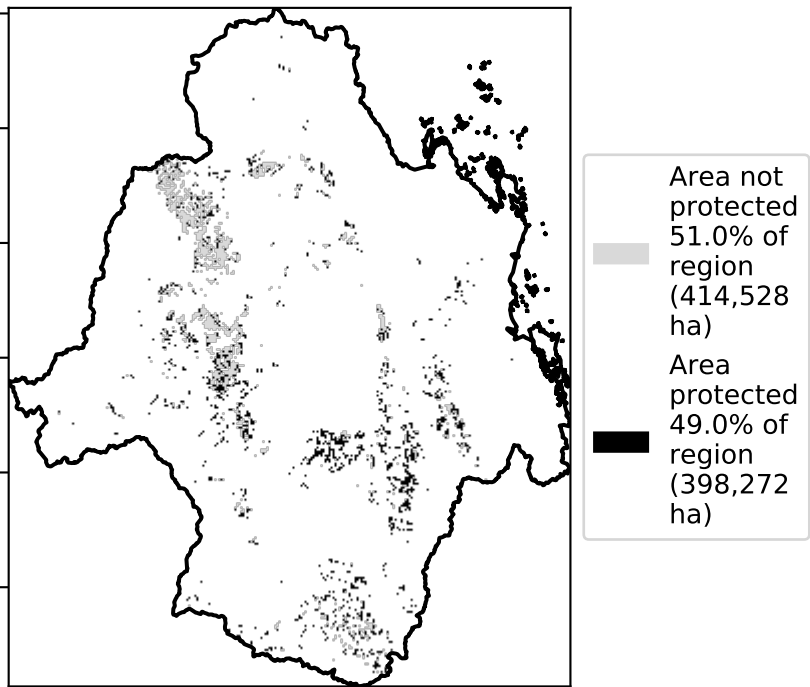 Area not
protected
51.0% of
region
(414,528
ha)
Area
protected
49.0% of
region
(398,272
ha)